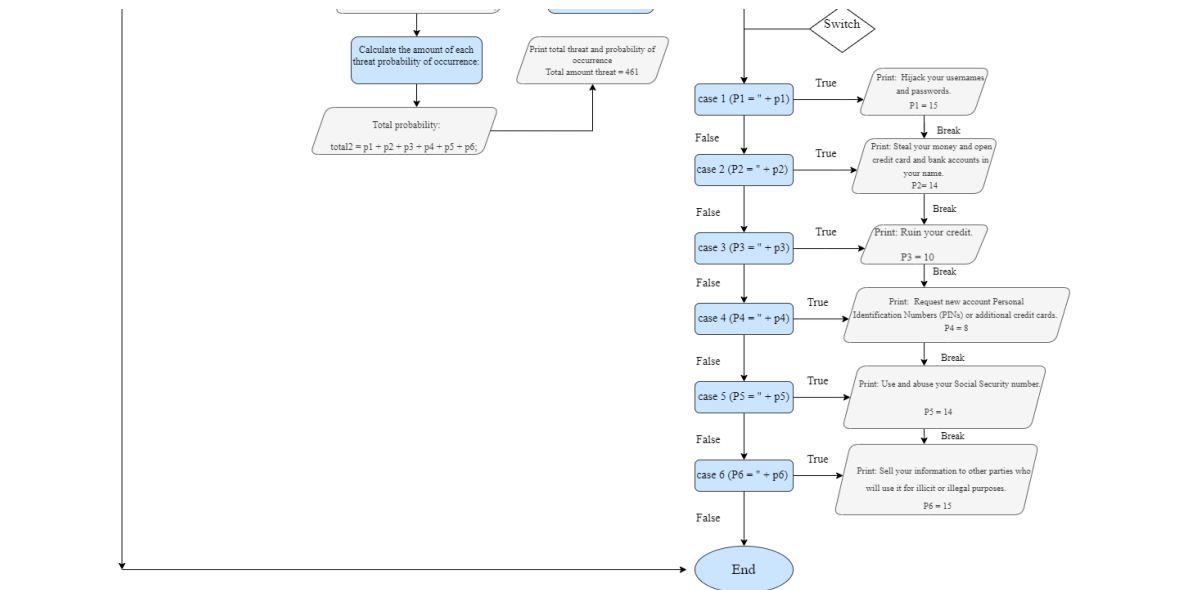 Switch
Calculate the amount of each
threat probability of occurrence:
Print total threat and probability of
occurrence
Total amount threat = 461
Total probability:
total2 = p1 + p2 + p3 + p4 + p5 + p6;
case 1 (P1 = " + p1)
True
Print:  Hijack your usernames
and passwords.
P1 = 15
False
Break
case 2 (P2 = " + p2)
True
Print: Steal your money and open
credit card and bank accounts in
your name.
P2= 14
False
Break
case 3 (P3 = " + p3)
True
Print: Ruin your credit.
P3 = 10
False
Break
case 4 (P4 = " + p4)
True
Print:  Request new account Personal
Identification Numbers (PINs) or additional credit cards.
P4 = 8
False
Break
case 5 (P5 = " + p5)
True
Print: Use and abuse your Social Security number.
P5 = 14
False
Break
case 6 (P6 = " + p6)
True
Print: Sell your information to other parties who
will use it for illicit or illegal purposes.
P6 = 15
False
End